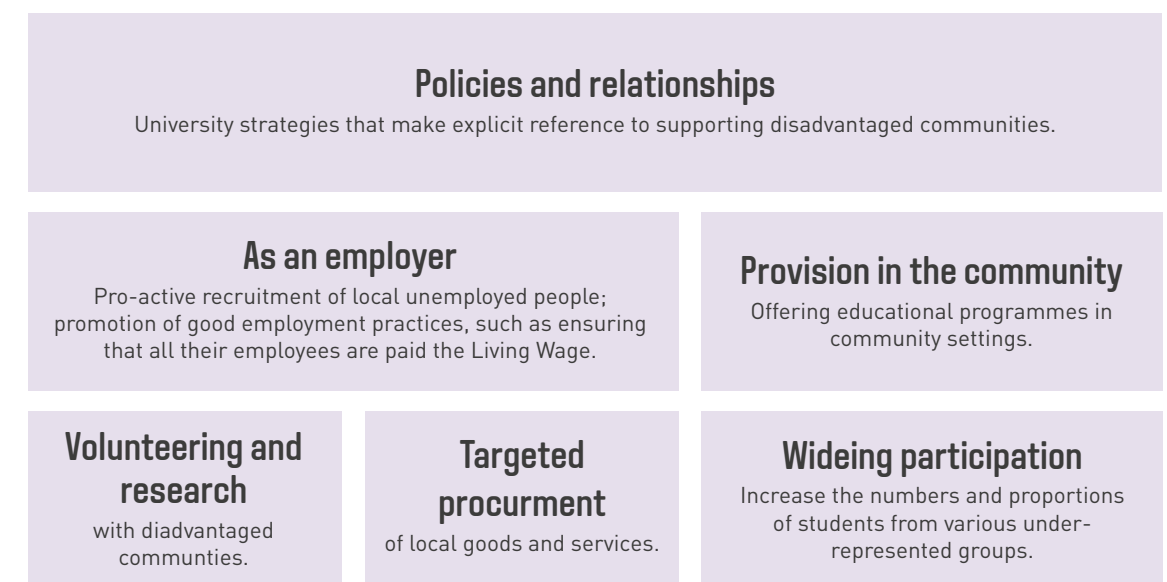 Policies and relationships
University strategies that make explicit reference to supporting disadvantaged communities.
As an employer
Pro-active recruitment of local unemployed people;
promotion of good employment practices, such as ensuring
that all their employees are paid the Living Wage.
Provision in the community
Offering educational programmes in
community settings.
Volunteering and
research
with diadvantaged
communties.
Targeted
procurment
of local goods and services.
Wideing participation
Increase the numbers and proportions
of students from various under-
represented groups.